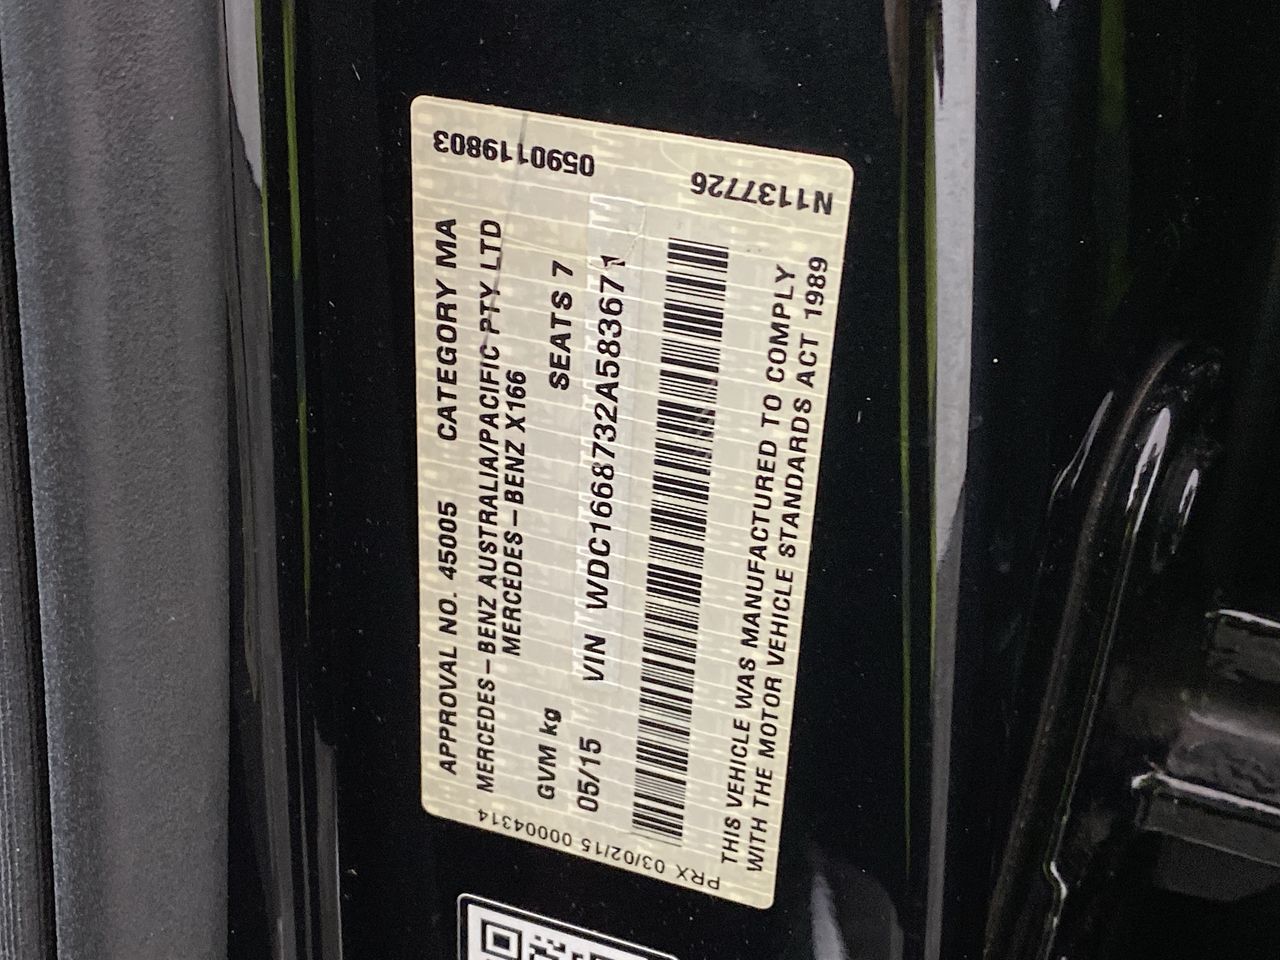 APPROVAL NO. 45005 CATEGORY MA
MERCEDES-BENZ AUSTRALIA/PACIFIC PTY LTD
MERCEDES-BENZ X166
GVM kg SEATS 7
05/15 VIN WDC1668732A583671
THIS VEHICLE WAS MANUFACTURED TO COMPLY
WITH THE MOTOR VEHICLE STANDARDS ACT 1989
0590119803
N1137726
PRX 03/02/15 00004314